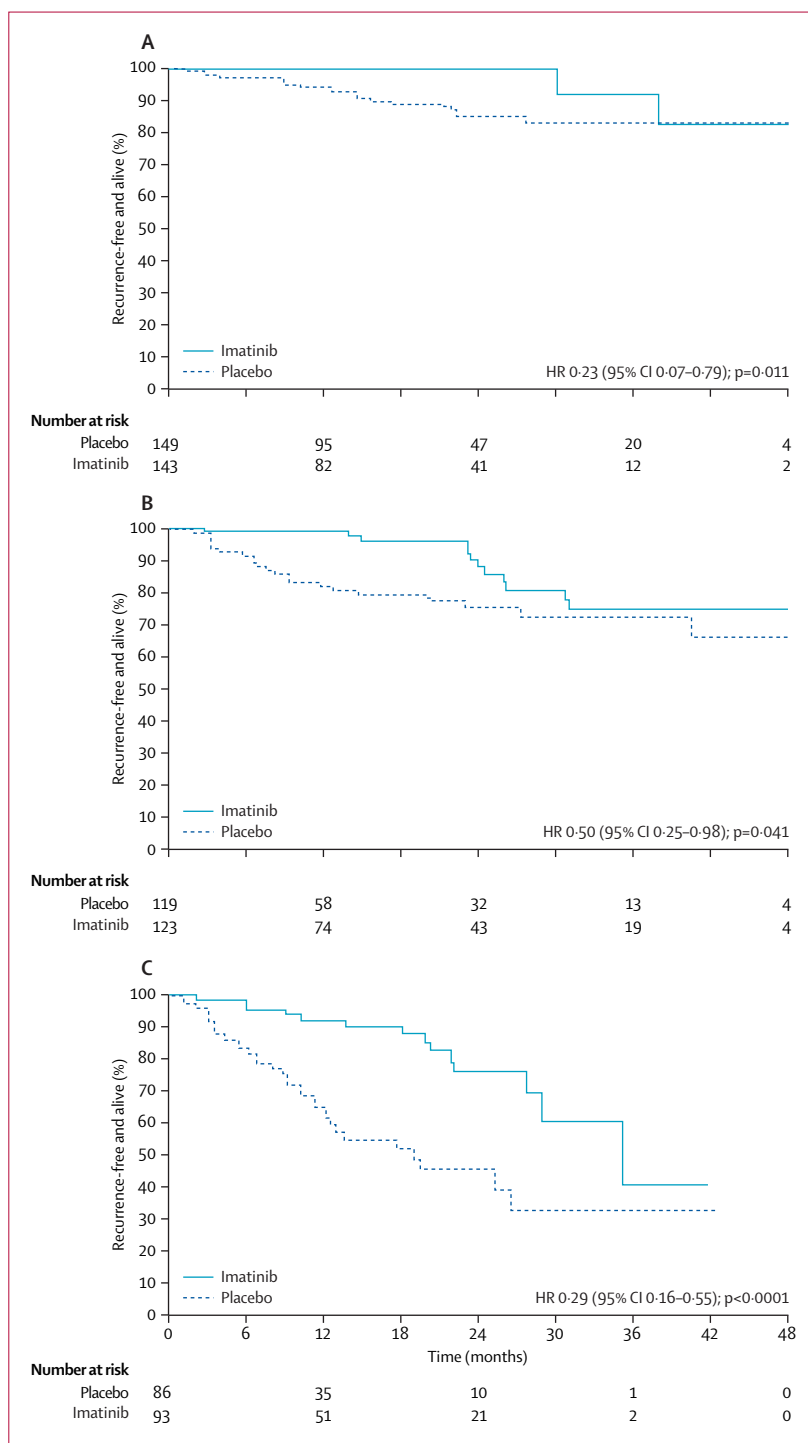 A
100
90
80
70
60
50
40
30
20
10
0
Recurrence-free and alive (%)
Imatinib
Placebo
HR 0·23 (95% CI 0·07–0·79); p=0·011
Number at risk
Placebo 149 95 47 20 4
Imatinib 143 82 41 12 2
B
100
90
80
70
60
50
40
30
20
10
0
Recurrence-free and alive (%)
Imatinib
Placebo
HR 0·50 (95% CI 0·25–0·98); p=0·041
Number at risk
Placebo 119 58 32 13 4
Imatinib 123 74 43 19 4
C
100
90
80
70
60
50
40
30
20
10
0
Recurrence-free and alive (%)
Imatinib
Placebo
HR 0·29 (95% CI 0·16–0·55); p<0·0001
0 6 12 18 24 30 36 42 48
Time (months)
Number at risk
Placebo 86 35 10 1 0
Imatinib 93 51 21 2 0